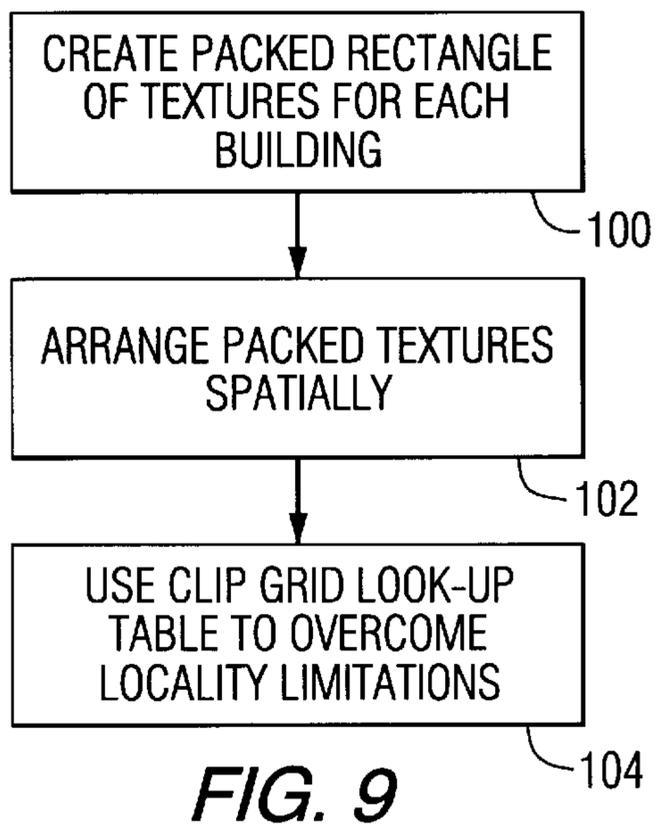 CREATE PACKED RECTANGLE
OF TEXTURES FOR EACH
BUILDING
100
ARRANGE PACKED TEXTURES
SPATIALLY
102
USE CLIP GRID LOOK-UP
TABLE TO OVERCOME
LOCALITY LIMITATIONS
104
FIG. 9